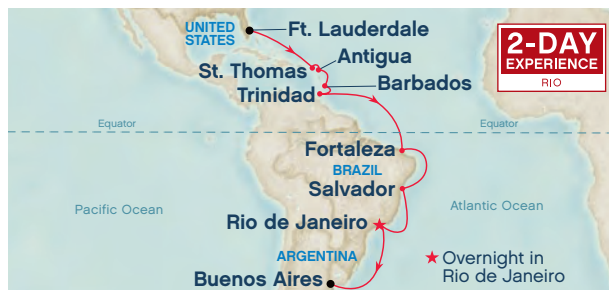 UNITED
STATES
Ft. Lauderdale
2-DAY
EXPERIENCE
RIO
Antigua
St. Thomas
Barbados
Trinidad
Equator
Equator
Fortaleza
BRAZIL
Salvador
Pacific Ocean
Atlantic Ocean
Rio de Janeiro
ARGENTINA
Overnight in
Rio de Janeiro
Buenos Aires